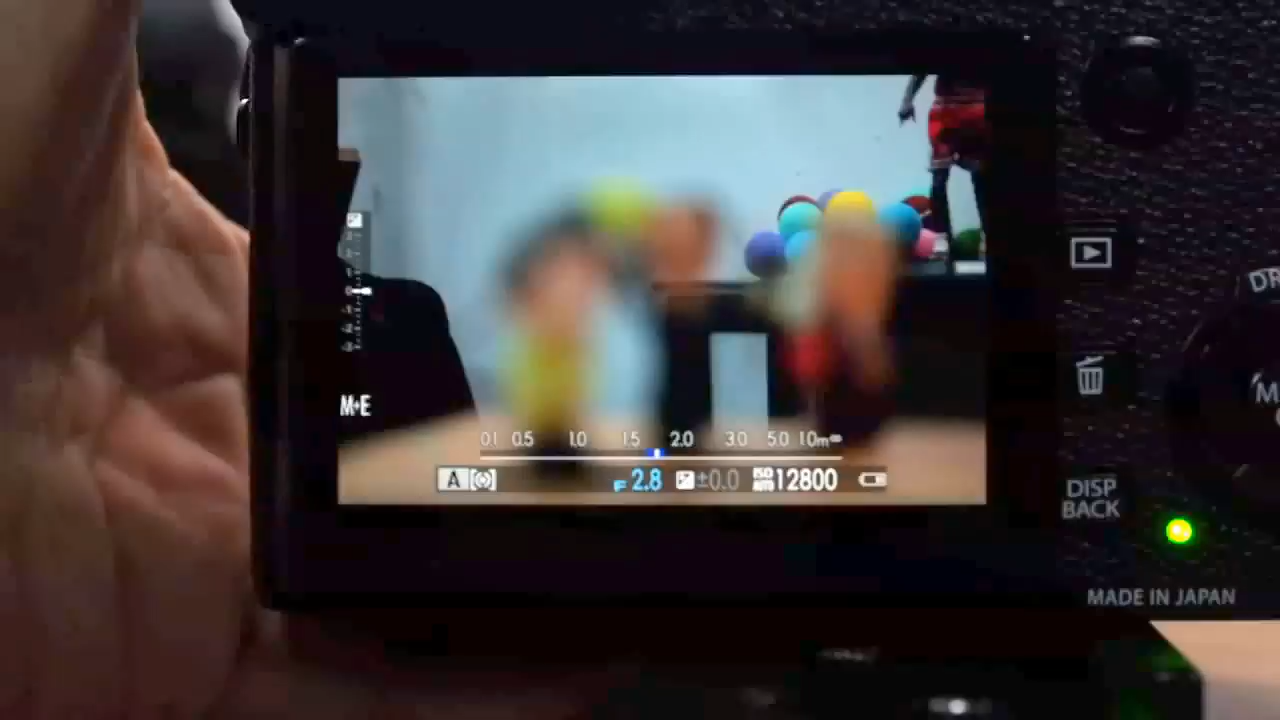 M+E
0.1 0.5 1.0 1.5 2.0 3.0 5.0 10m∞
A F2.8 ±0.0 ISO AUTO 12800
DISP
BACK
MADE IN JAPAN